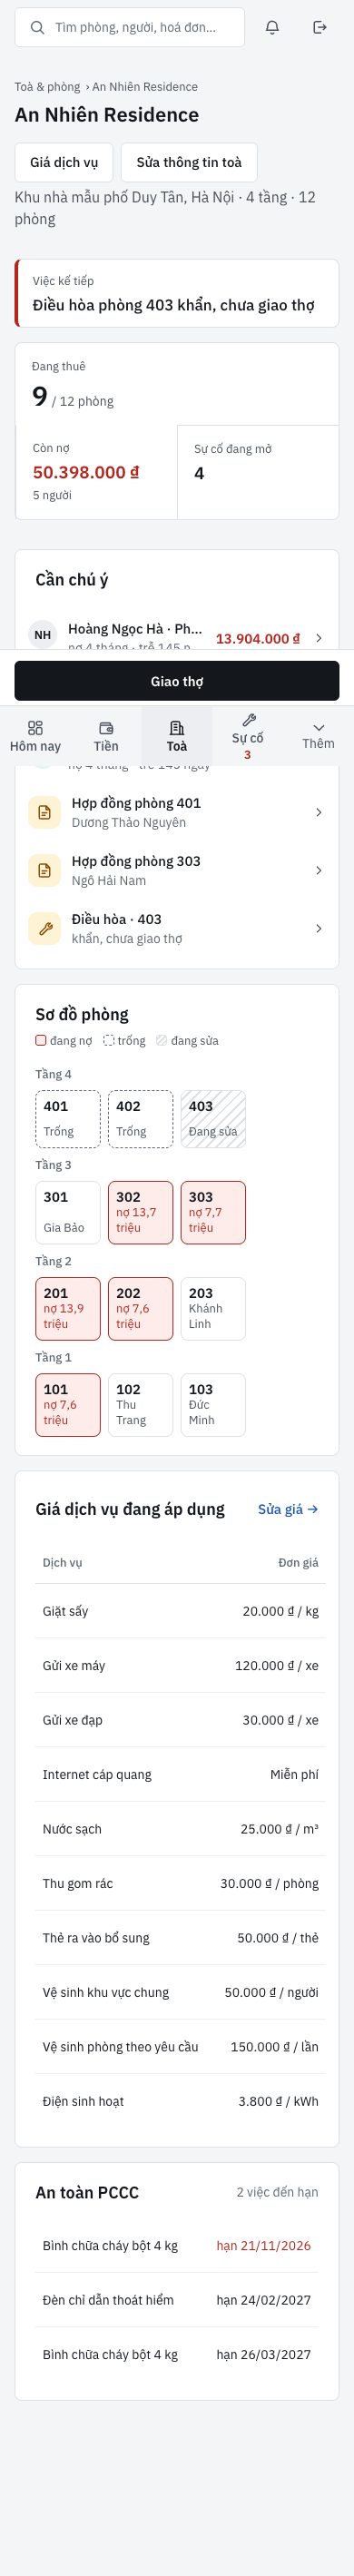 Tìm phòng, người, hoá đơn...
Toà & phòng › An Nhiên Residence
An Nhiên Residence
Giá dịch vụ
Sửa thông tin toà
Khu nhà mẫu phố Duy Tân, Hà Nội · 4 tầng · 12
phòng
Việc kế tiếp
Điều hòa phòng 403 khẩn, chưa giao thợ
Đang thuê
9 / 12 phòng
Còn nợ
50.398.000 ₫
5 người
Sự cố đang mở
4
Cần chú ý
NH
Hoàng Ngọc Hà · Ph...
13.904.000 ₫
nợ 4 tháng · trễ 145 n
Giao thợ
Hôm nay
Tiền
Toà
Sự cố
3
Thêm
nợ 4 tháng · trễ 145 ngày
Hợp đồng phòng 401
Dương Thảo Nguyên
Hợp đồng phòng 303
Ngô Hải Nam
Điều hòa · 403
khẩn, chưa giao thợ
Sơ đồ phòng
đang nợ
trống
đang sửa
Tầng 4
401
Trống
402
Trống
403
Đang sửa
Tầng 3
301
Gia Bảo
302
nợ 13,7
triệu
303
nợ 7,7
triệu
Tầng 2
201
nợ 13,9
triệu
202
nợ 7,6
triệu
203
Khánh
Linh
Tầng 1
101
nợ 7,6
triệu
102
Thu
Trang
103
Đức
Minh
Giá dịch vụ đang áp dụng
Sửa giá →
Dịch vụ
Đơn giá
Giặt sấy
20.000 ₫ / kg
Gửi xe máy
120.000 ₫ / xe
Gửi xe đạp
30.000 ₫ / xe
Internet cáp quang
Miễn phí
Nước sạch
25.000 ₫ / m³
Thu gom rác
30.000 ₫ / phòng
Thẻ ra vào bổ sung
50.000 ₫ / thẻ
Vệ sinh khu vực chung
50.000 ₫ / người
Vệ sinh phòng theo yêu cầu
150.000 ₫ / lần
Điện sinh hoạt
3.800 ₫ / kWh
An toàn PCCC
2 việc đến hạn
Bình chữa cháy bột 4 kg
hạn 21/11/2026
Đèn chỉ dẫn thoát hiểm
hạn 24/02/2027
Bình chữa cháy bột 4 kg
hạn 26/03/2027